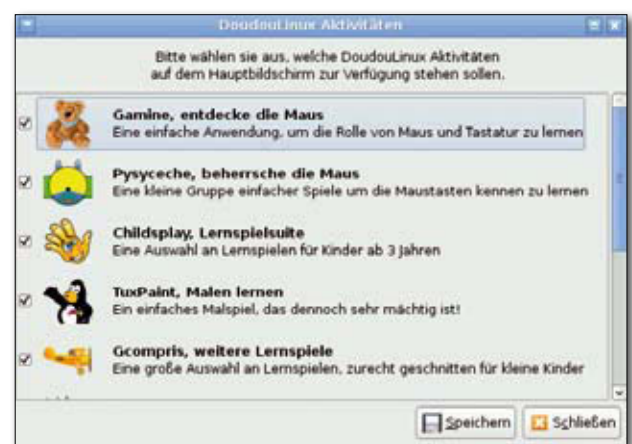 DoudouLinux Aktivitäten
Bitte wählen sie aus, welche DoudouLinux Aktivitäten
auf dem Hauptbildschirm zur Verfügung stehen sollen.
Gamine, entdecke die Maus
Eine einfache Anwendung, um die Rolle von Maus und Tastatur zu lernen
Pysyceche, beherrsche die Maus
Eine kleine Gruppe einfacher Spiele um die Maustasten kennen zu lernen
Childsplay, Lernspielsuite
Eine Auswahl an Lernspielen für Kinder ab 3 Jahren
TuxPaint, Malen lernen
Ein einfaches Malspiel, das dennoch sehr mächtig ist!
Gcompris, weitere Lernspiele
Eine große Auswahl an Lernspielen, zurecht geschnitten für kleine Kinder
Speichern Schließen